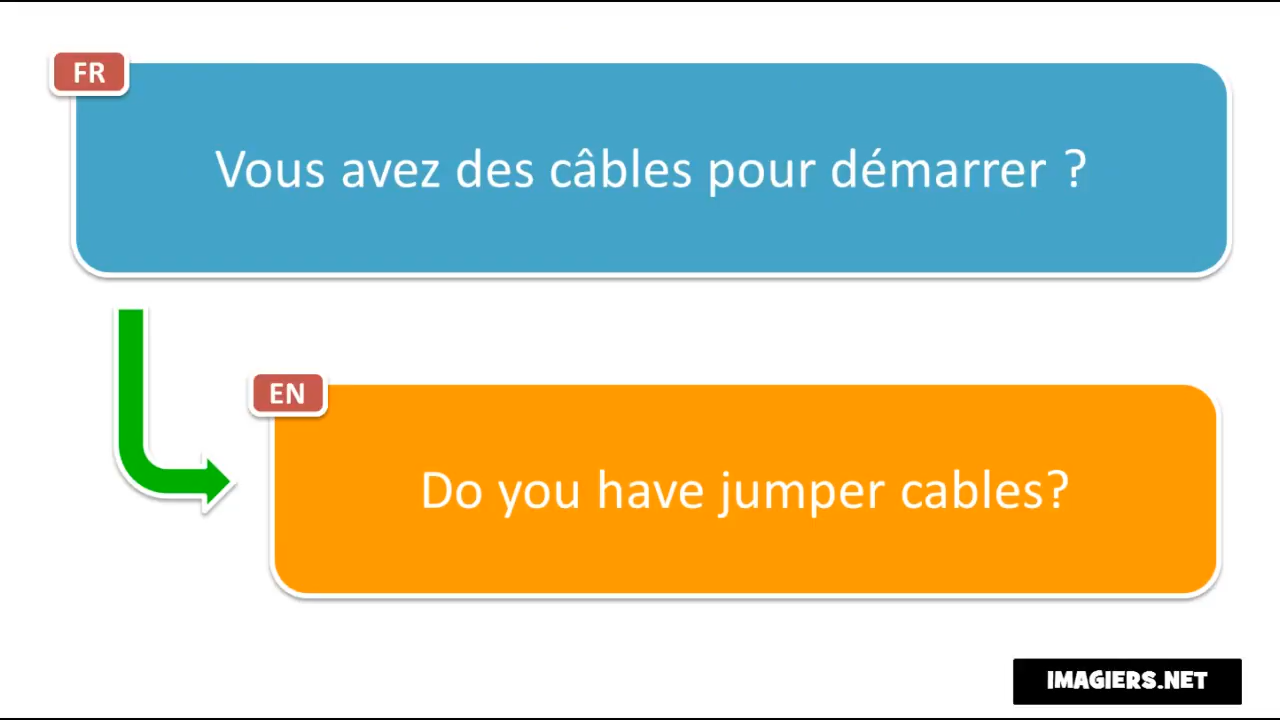 FR
Vous avez des câbles pour démarrer ?
EN
Do you have jumper cables?
IMAGIERS.NET